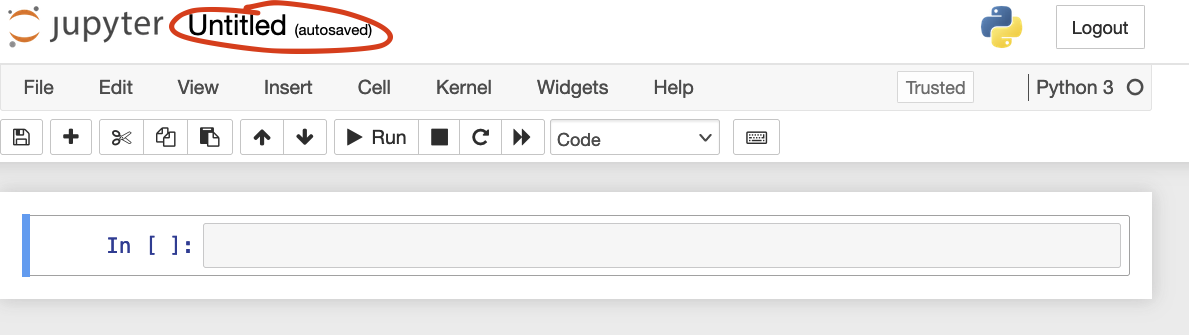 jupyter Untitled (autosaved) Logout
File Edit View Insert Cell Kernel Widgets Help Trusted Python 3
Run Code
In [ ]: